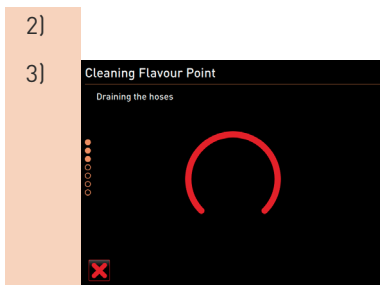 2)
3)
Cleaning Flavour Point
Draining the hoses